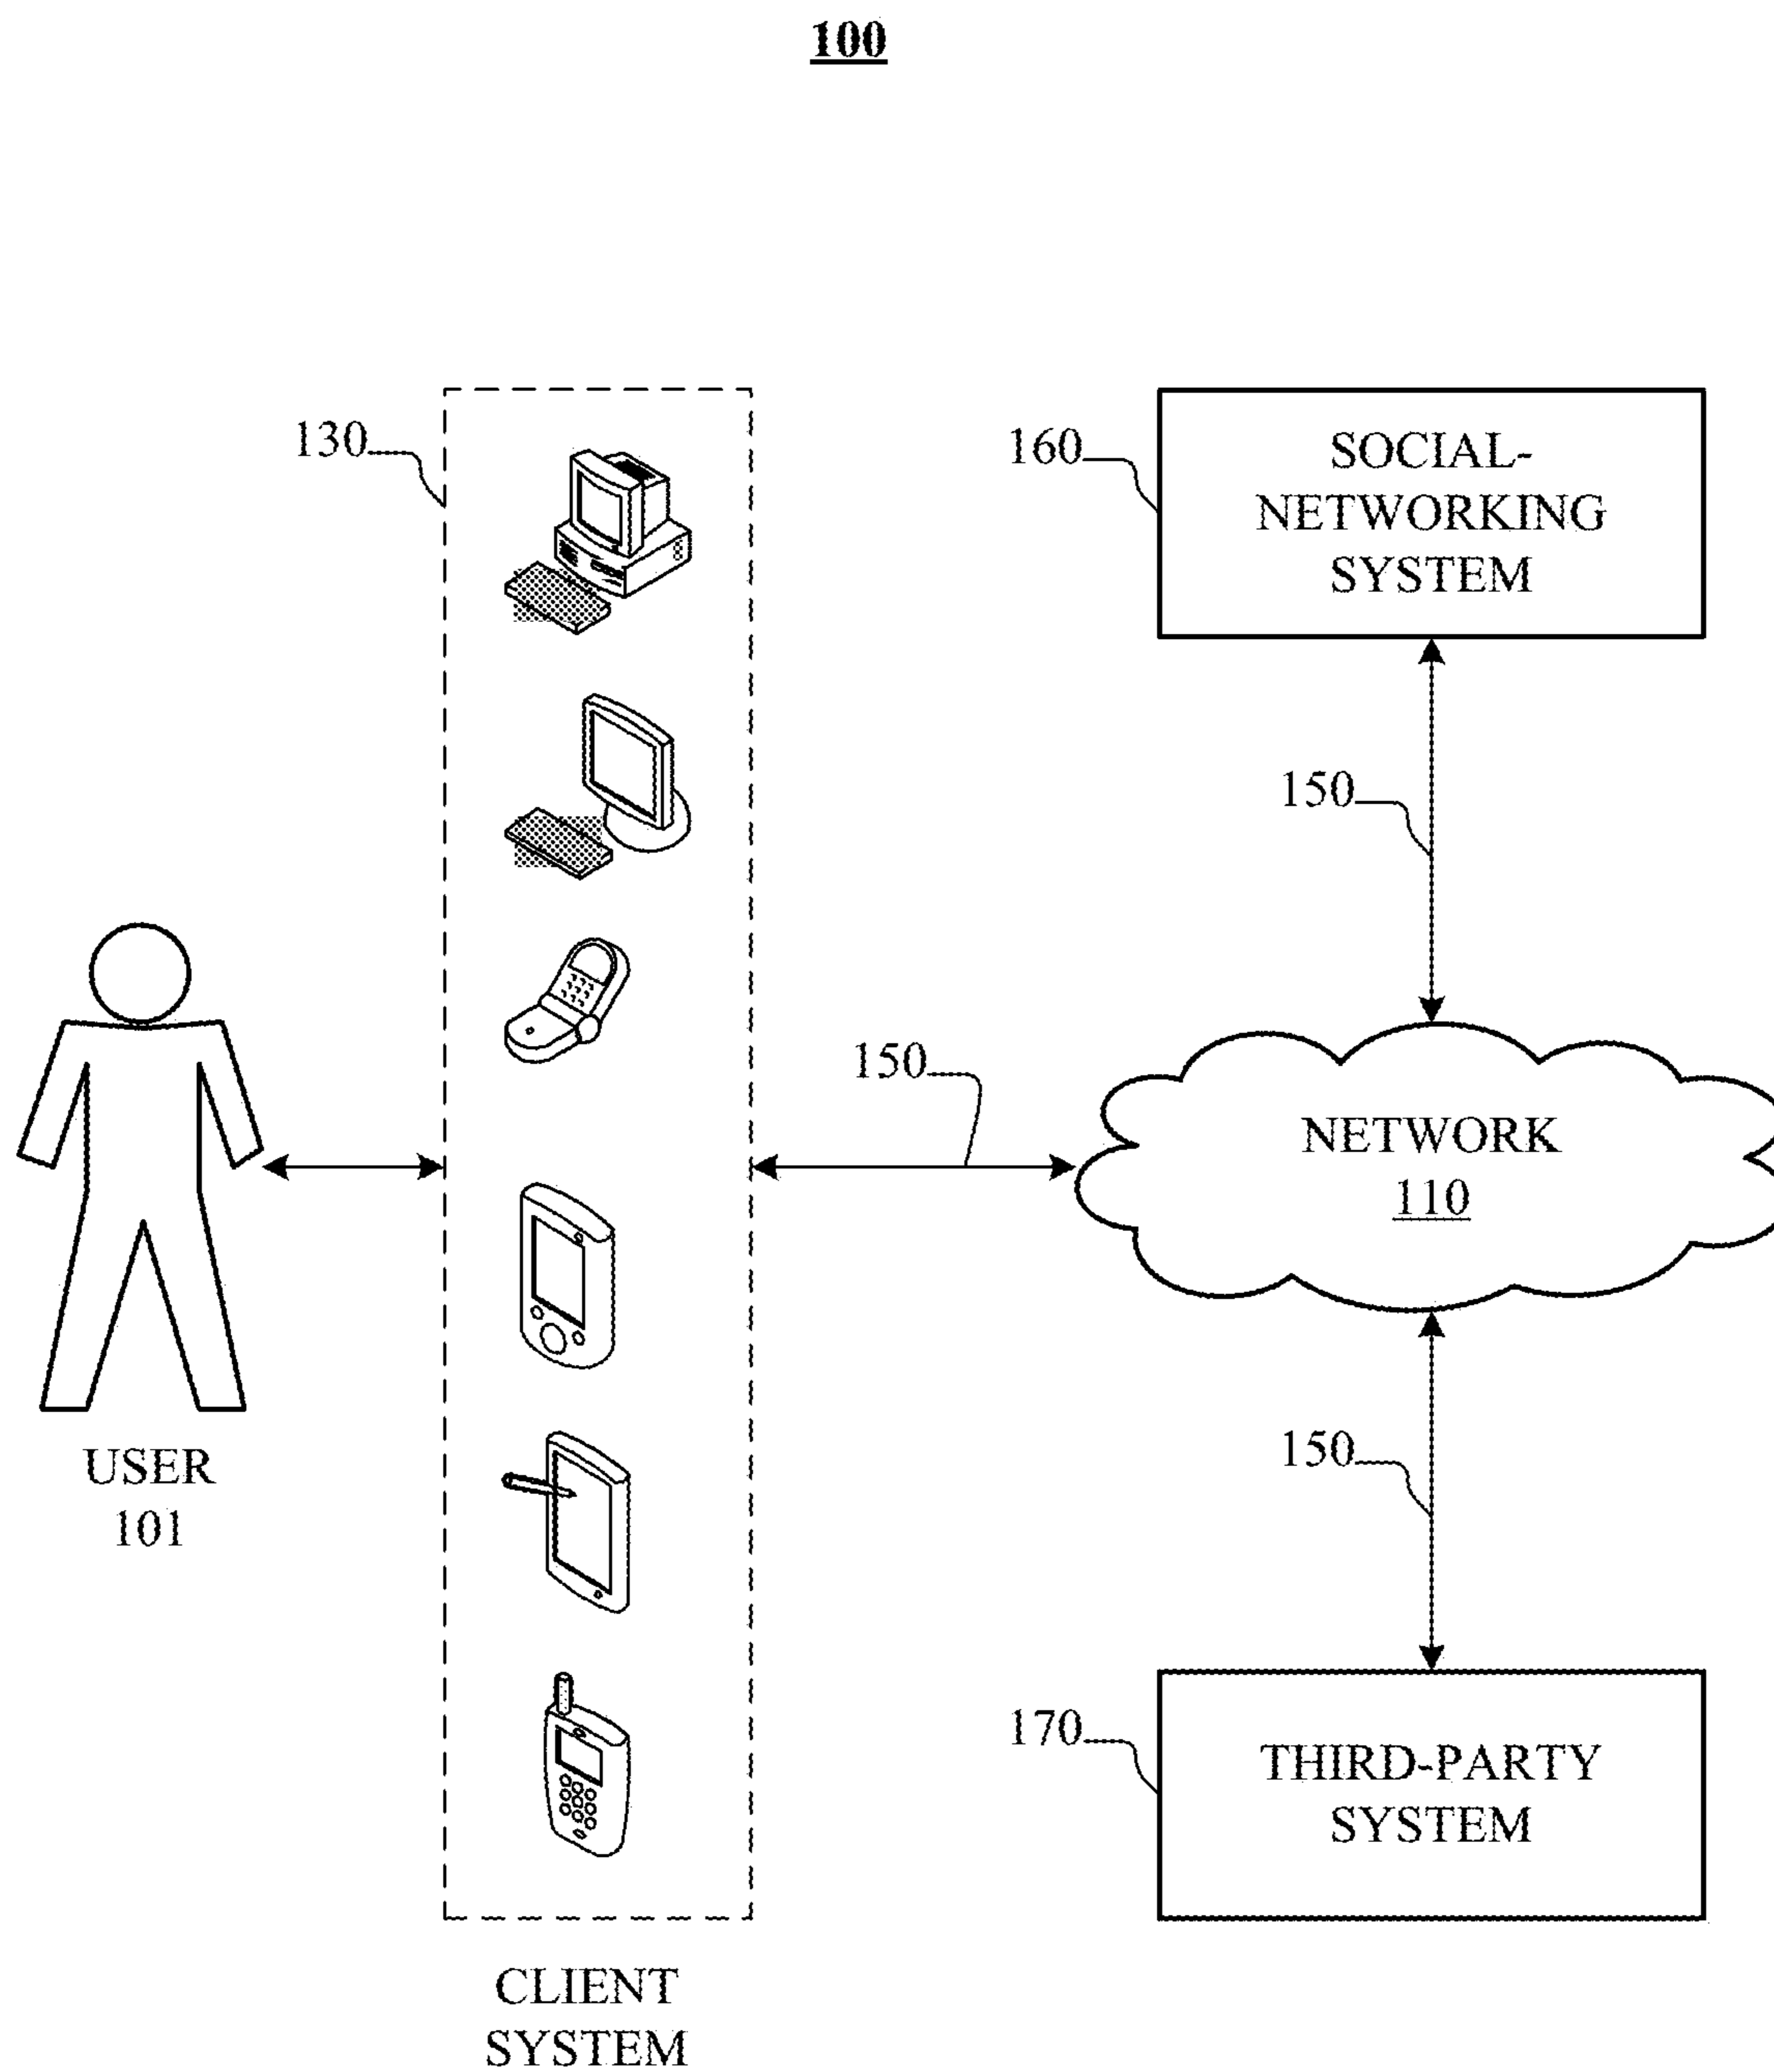 100
130
160
SOCIAL-
NETWORKING
SYSTEM
150
150
NETWORK
110
USER
101
150
170
THIRD-PARTY
SYSTEM
CLIENT
SYSTEM